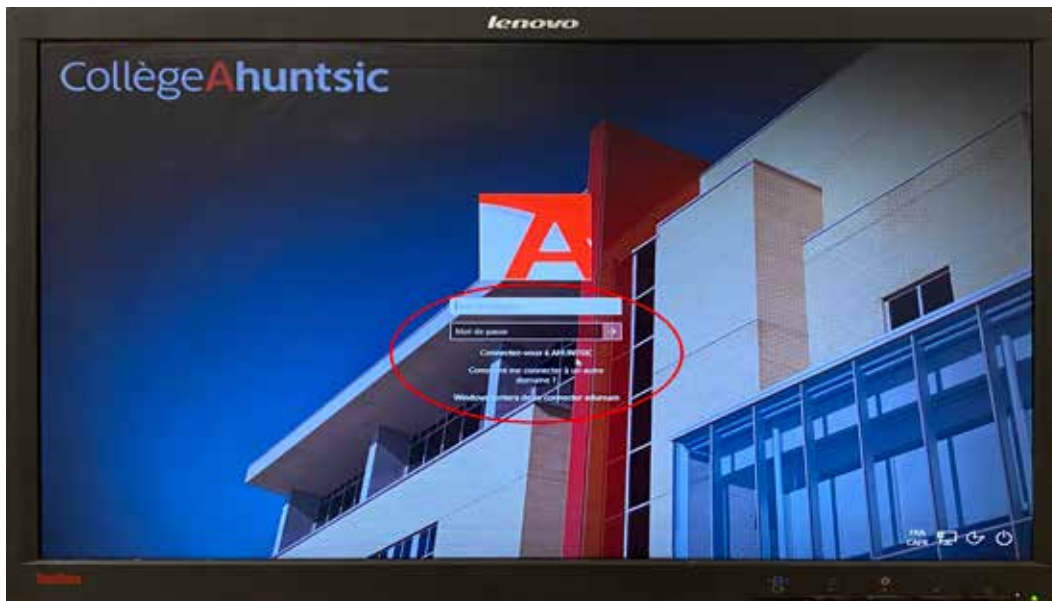 lenovo
CollègeAhuntsic
A
Mot de passe
Connectez-vous à AHUNTSIC
Comment me connecter à un autre
domaine ?
Windows tentera de se connecter eduroam
FRA
CAFR